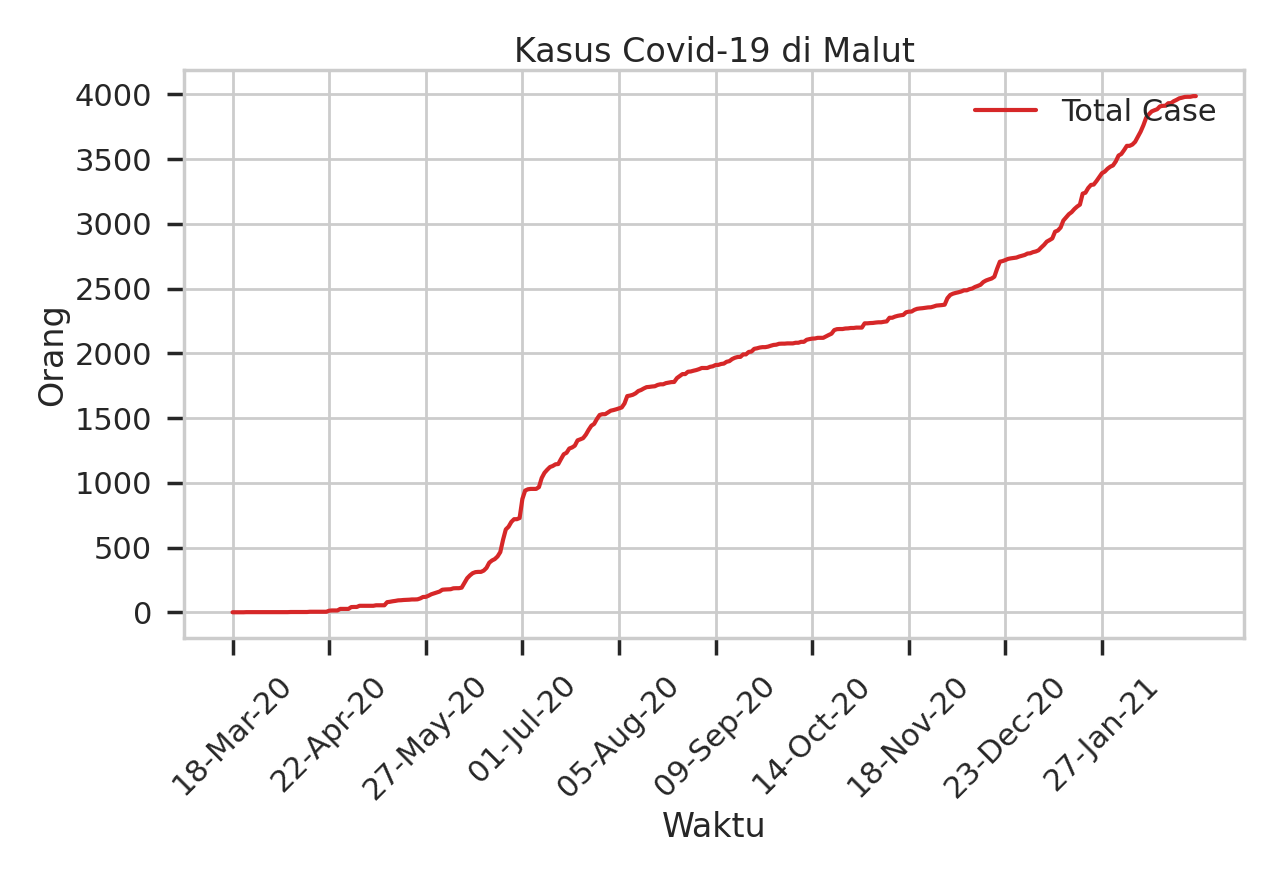 Kasus Covid-19 di Malut
Total Case
4000
3500
3000
2500
2000
1500
1000
500
0
Orang
18-Mar-20
22-Apr-20
27-May-20
01-Jul-20
05-Aug-20
09-Sep-20
14-Oct-20
18-Nov-20
23-Dec-20
27-Jan-21
Waktu